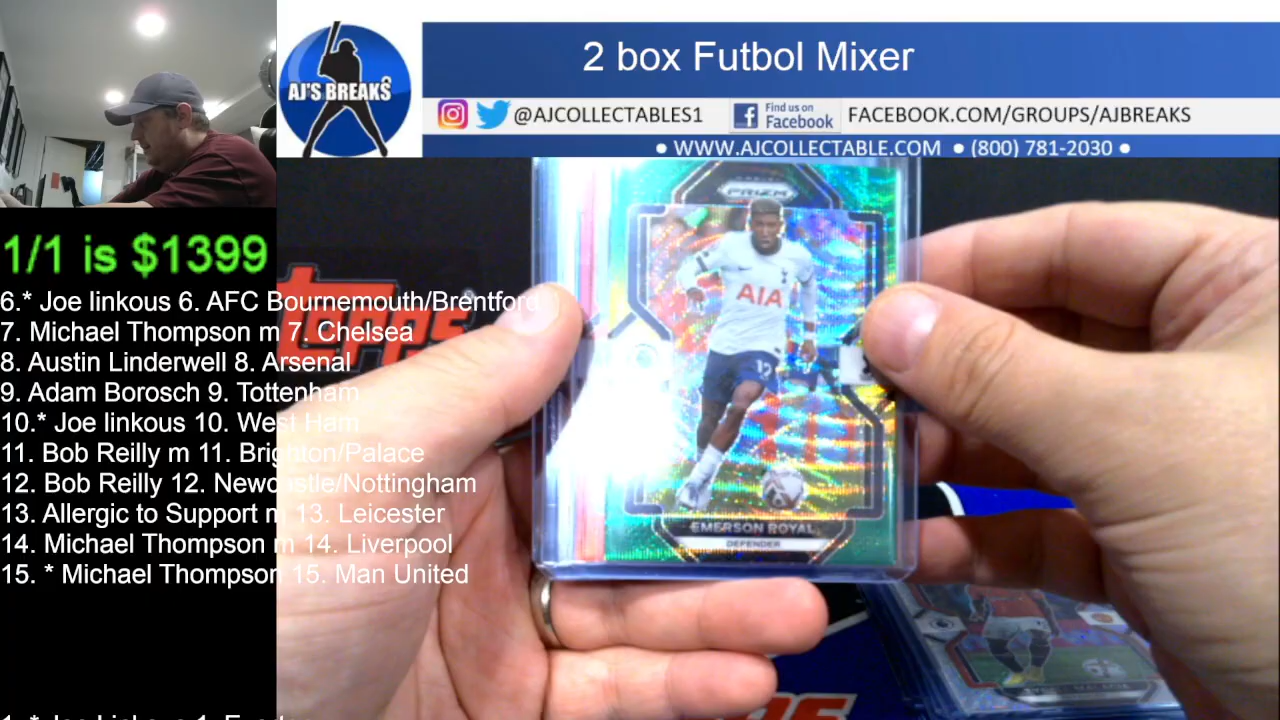 2 box Futbol Mixer
AJ'S BREAKS
@AJCOLLECTABLES1
Find us on
Facebook
FACEBOOK.COM/GROUPS/AJBREAKS
• WWW.AJCOLLECTABLE.COM • (800) 781-2030 •
1/1 is $1399
6.* Joe linkous 6. AFC Bournemouth/Brentford
7. Michael Thompson m 7. Chelsea
8. Austin Linderwell 8. Arsenal
9. Adam Borosch 9. Tottenham
10.* Joe linkous 10. West Ham
11. Bob Reilly m 11. Brighton/Palace
12. Bob Reilly 12. Newcastle/Nottingham
13. Allergic to Support m 13. Leicester
14. Michael Thompson m 14. Liverpool
15. * Michael Thompson 15. Man United
PRIZM
AIA
12
EMERSON ROYAL
DEFENDER
topps